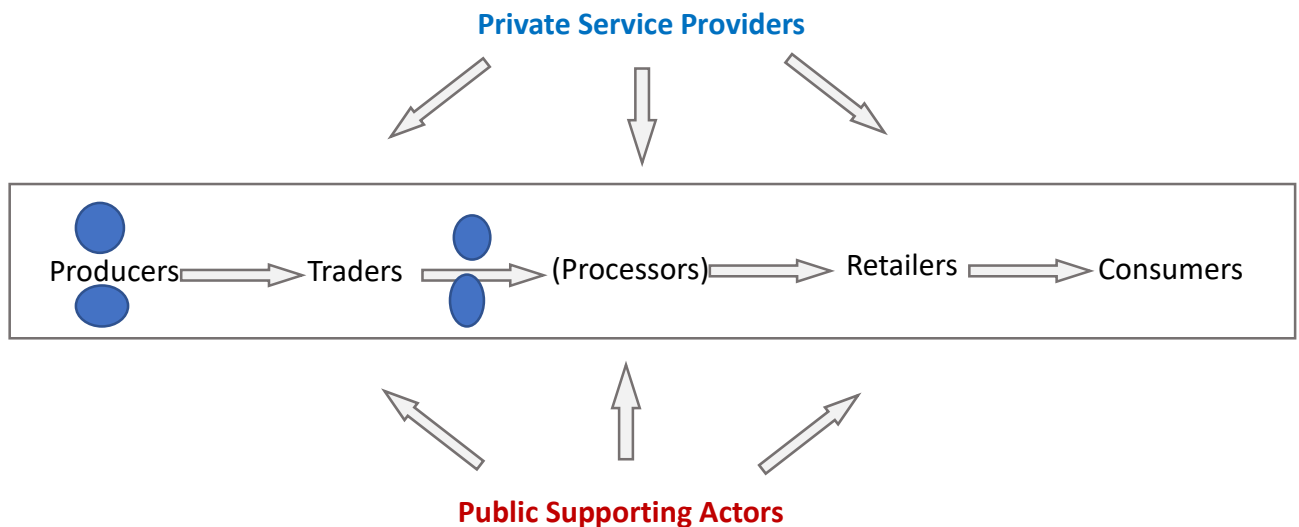 Private Service Providers
Producers Traders (Processors) Retailers Consumers
Public Supporting Actors